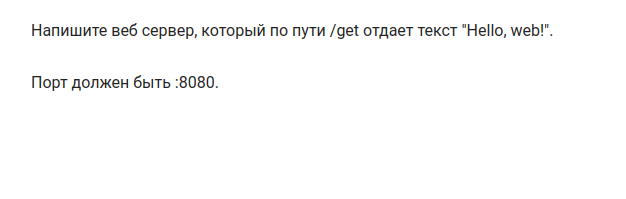 Напишите веб сервер, который по пути /get отдает текст "Hello, web!".
Порт должен быть :8080.